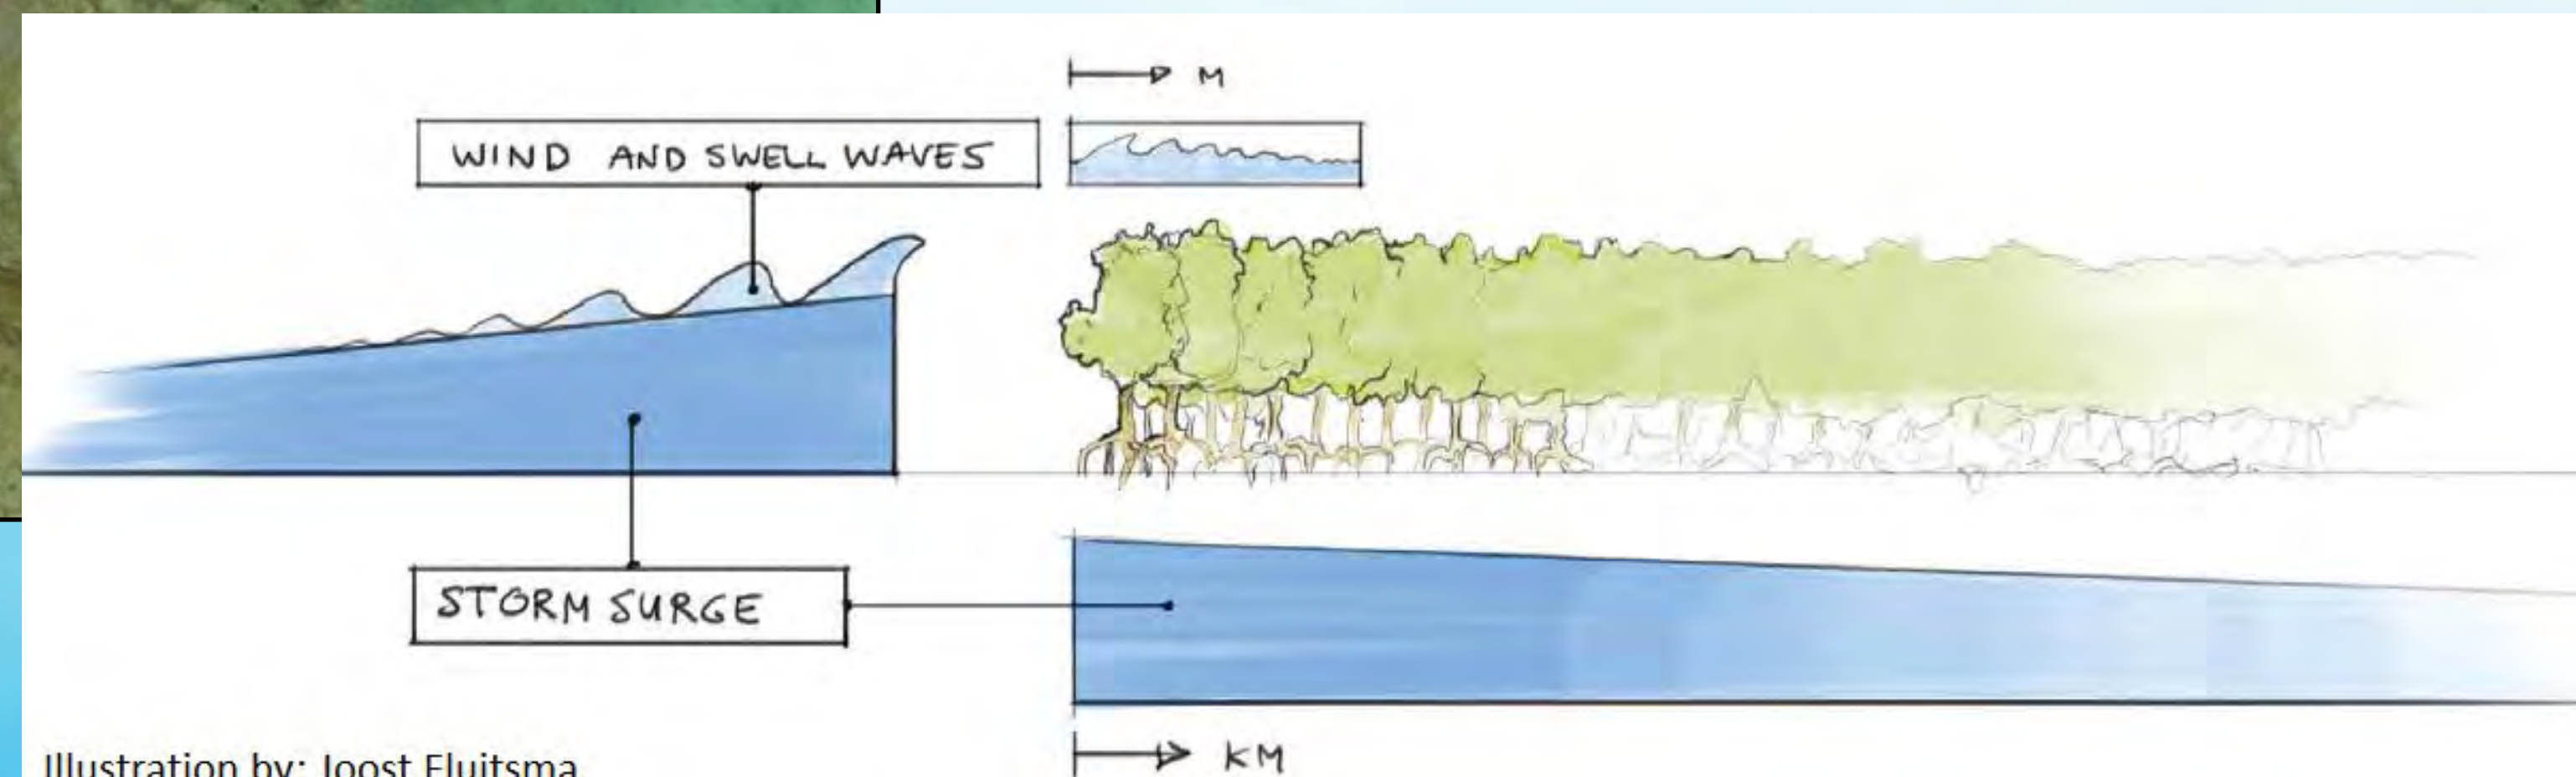 M
WIND AND SWELL WAVES
STORM SURGE
KM
Illustration by: Joost Fluitsma